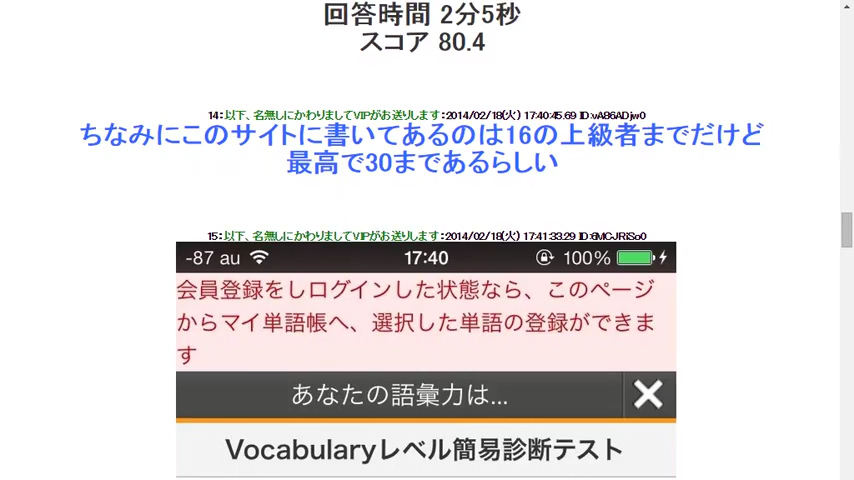 回答時間 2分5秒
スコア 80.4
14：以下、名無しにかわりましてVIPがお送りします：2014/02/18(火) 17:40:45.69 ID:vA86ADjw0
ちなみにこのサイトに書いてあるのは16の上級者までだけど
最高で30まであるらしい
15：以下、名無しにかわりましてVIPがお送りします：2014/02/18(火) 17:41:33.29 ID:6MCJRiSo0
-87 au 17:40 100%
会員登録をしログインした状態なら、このページ
からマイ単語帳へ、選択した単語の登録ができま
す
あなたの語彙力は...
Vocabularyレベル簡易診断テスト